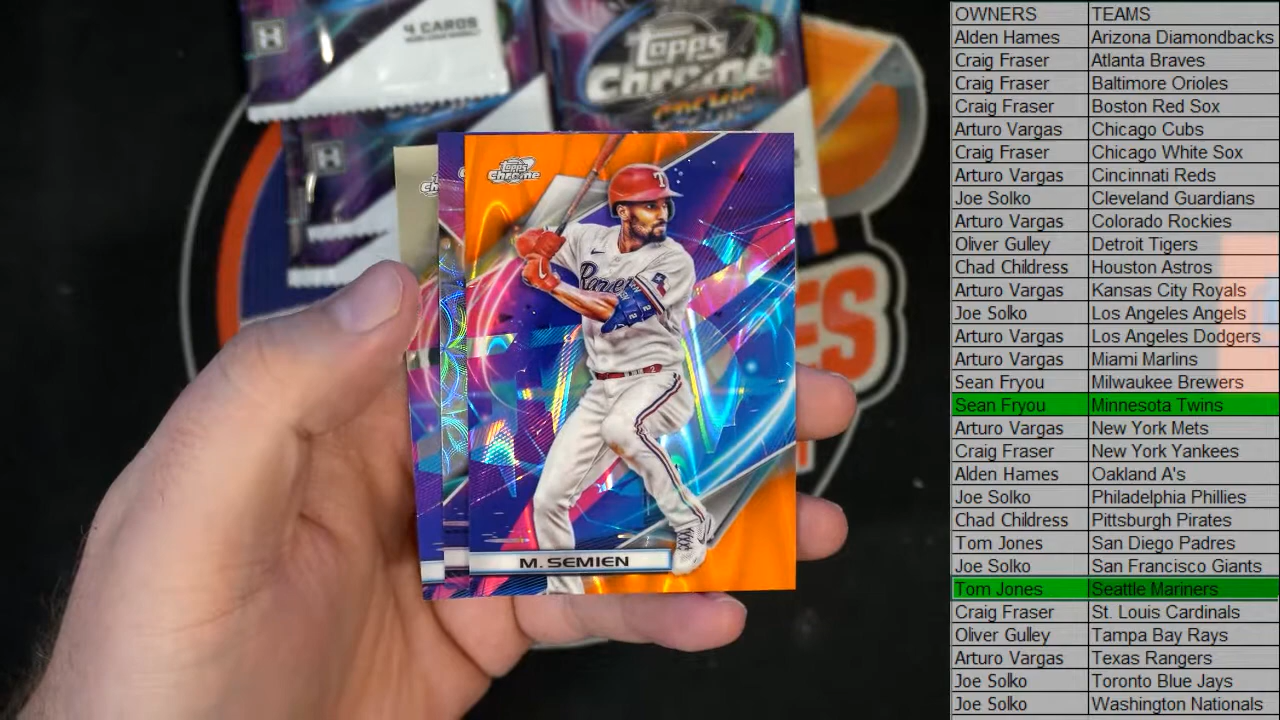 4 CARDS
H
Topps
Chrome
COSMIC
H
Topps
Chrome
T
Rangers
2
M. SEMIEN
ES
OWNERS TEAMS
Alden Hames Arizona Diamondbacks
Craig Fraser Atlanta Braves
Craig Fraser Baltimore Orioles
Craig Fraser Boston Red Sox
Arturo Vargas Chicago Cubs
Craig Fraser Chicago White Sox
Arturo Vargas Cincinnati Reds
Joe Solko Cleveland Guardians
Arturo Vargas Colorado Rockies
Oliver Gulley Detroit Tigers
Chad Childress Houston Astros
Arturo Vargas Kansas City Royals
Joe Solko Los Angeles Angels
Arturo Vargas Los Angeles Dodgers
Arturo Vargas Miami Marlins
Sean Fryou Milwaukee Brewers
Sean Fryou Minnesota Twins
Arturo Vargas New York Mets
Craig Fraser New York Yankees
Alden Hames Oakland A's
Joe Solko Philadelphia Phillies
Chad Childress Pittsburgh Pirates
Tom Jones San Diego Padres
Joe Solko San Francisco Giants
Tom Jones Seattle Mariners
Craig Fraser St. Louis Cardinals
Oliver Gulley Tampa Bay Rays
Arturo Vargas Texas Rangers
Joe Solko Toronto Blue Jays
Joe Solko Washington Nationals